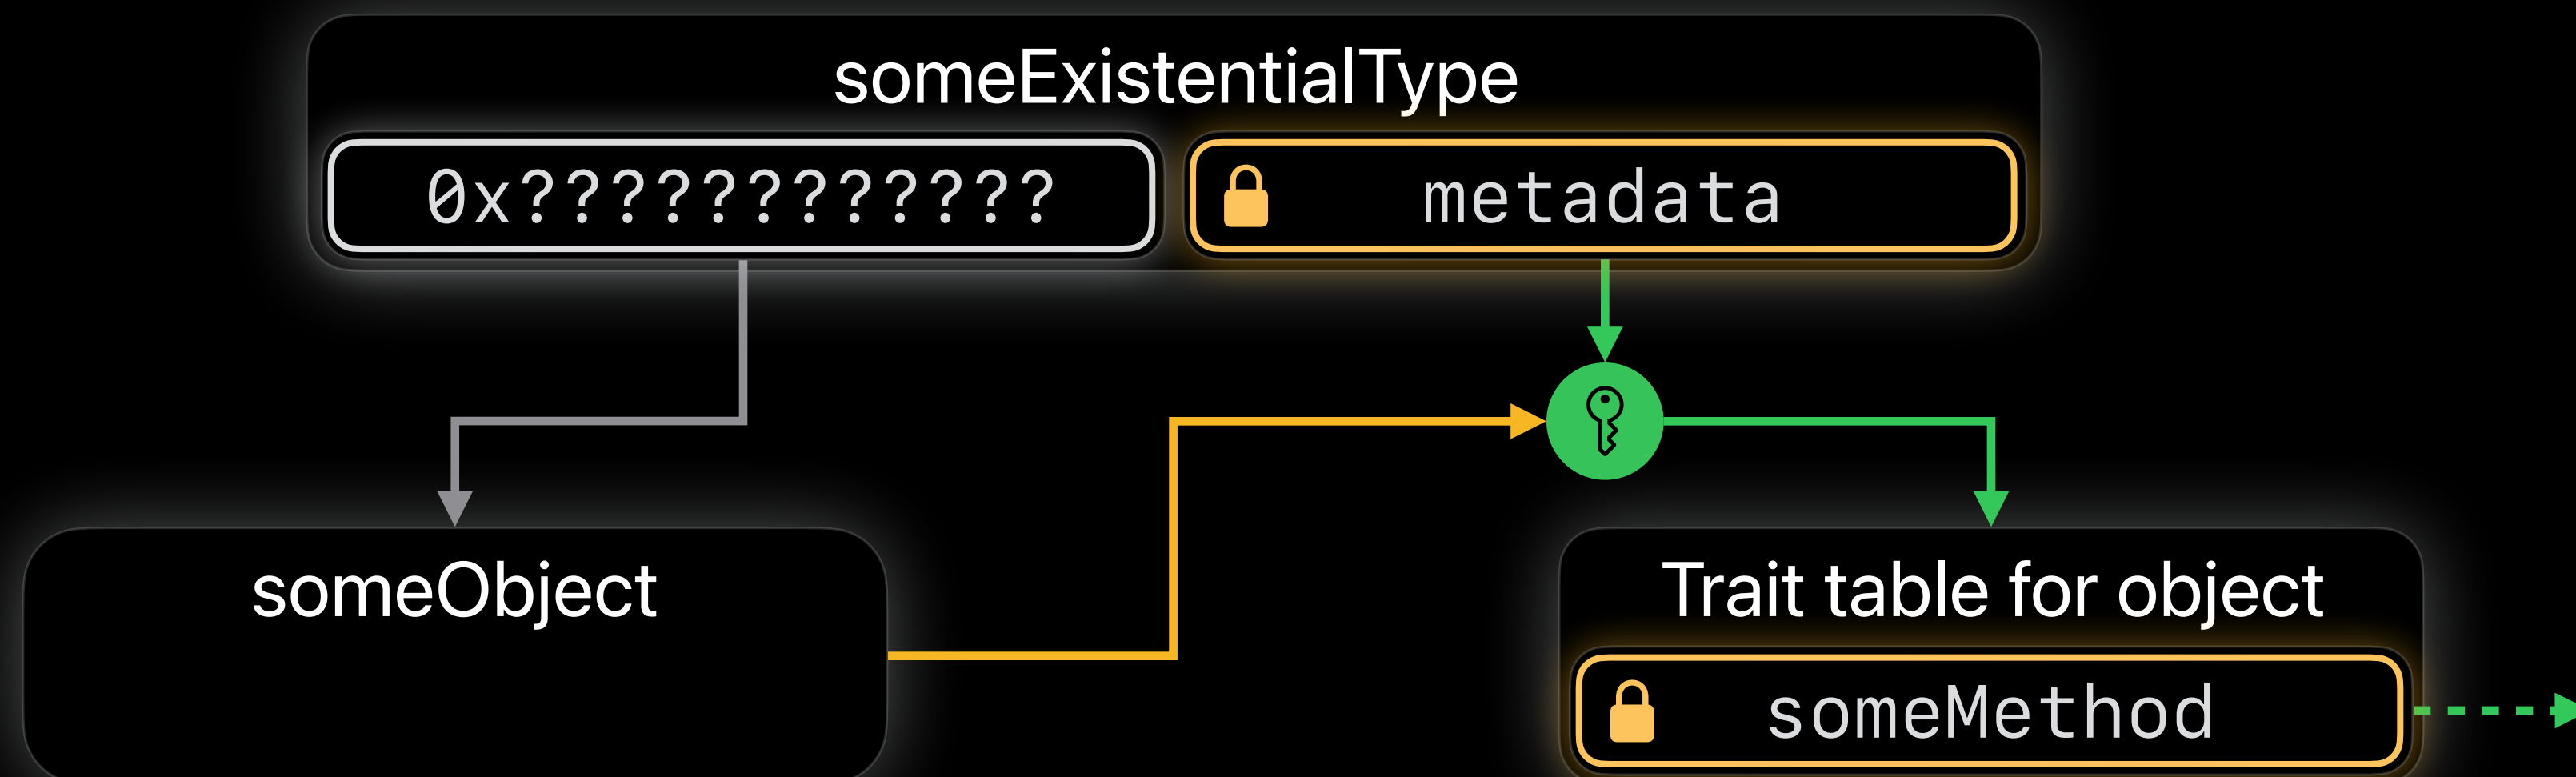 someExistentialType
0x????????????
metadata
someObject
Trait table for object
someMethod